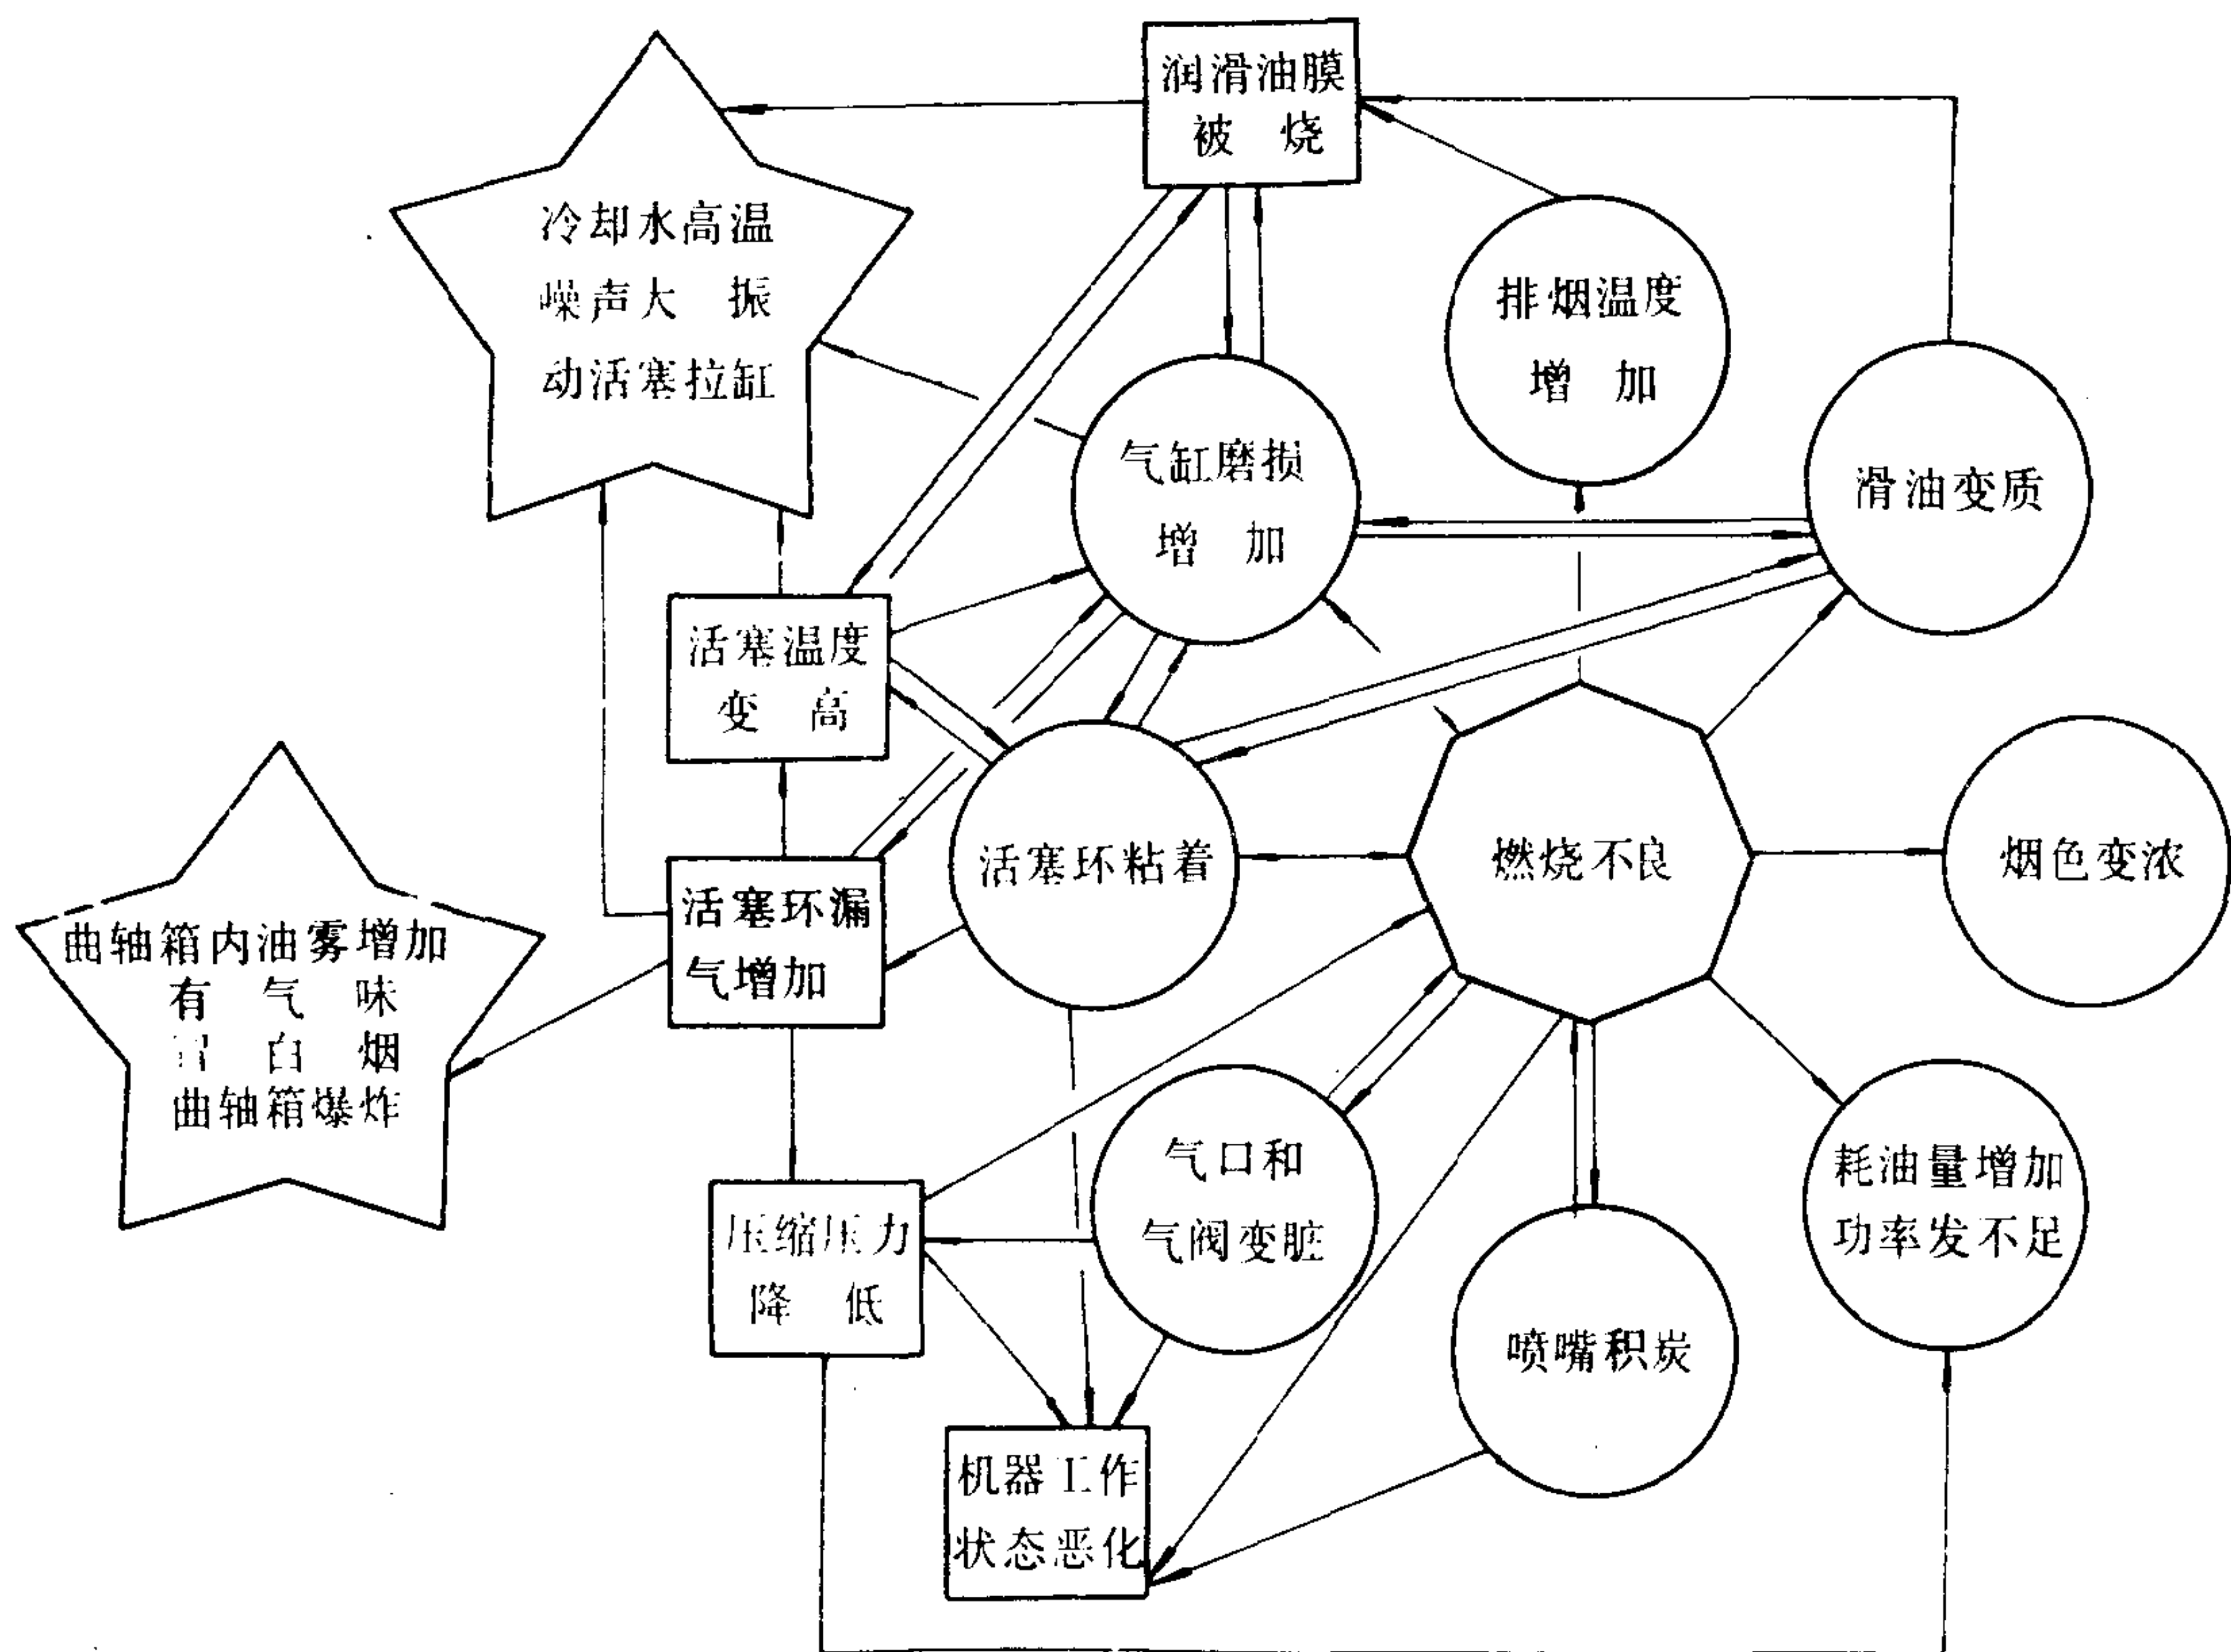 润滑油膜
被 烧
冷却水高温
噪声大 振
动活塞拉缸
排烟温度
增 加
气缸磨损
增 加
滑油变质
活塞温度
变 高
活塞环粘着
燃烧不良
烟色变浓
活塞环漏
气增加
曲轴箱内油雾增加
有 气 味
冒 白 烟
曲轴箱爆炸
气口和
气阀变脏
耗油量增加
功率发不足
压缩压力
降 低
喷嘴积炭
机器工作
状态恶化